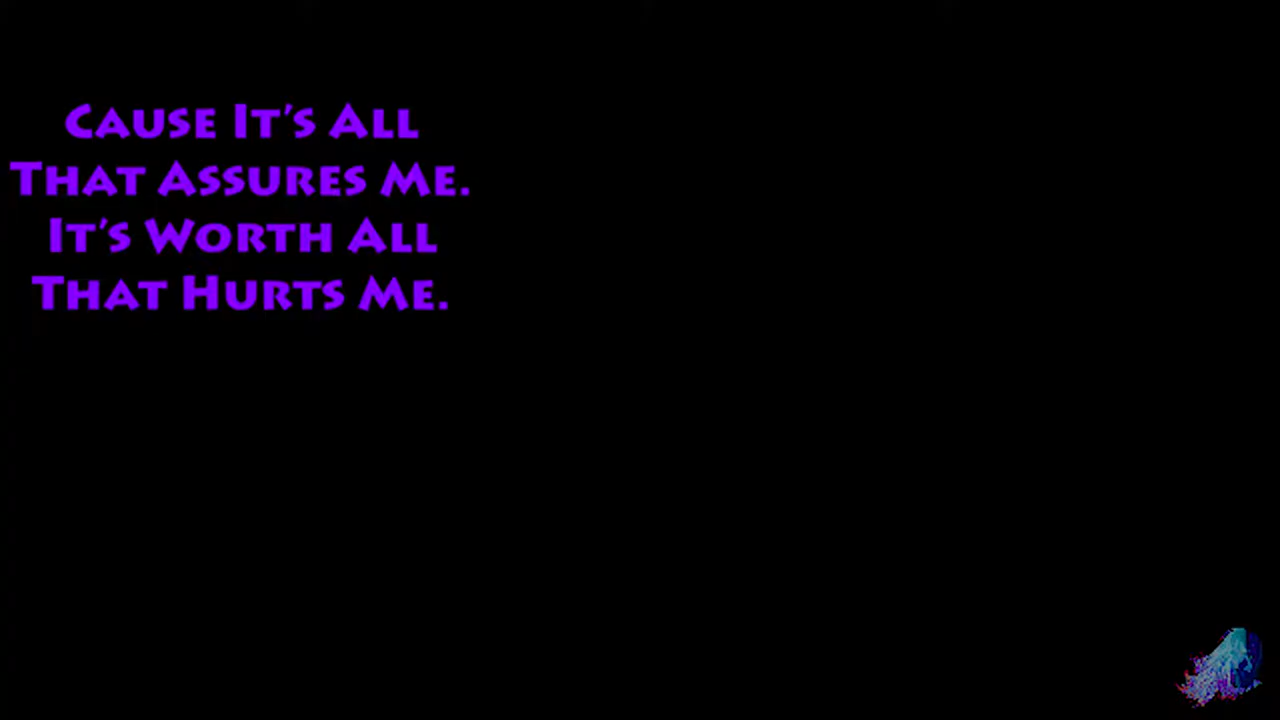 Cause It's All
That Assures Me.
It's Worth All
That Hurts Me.